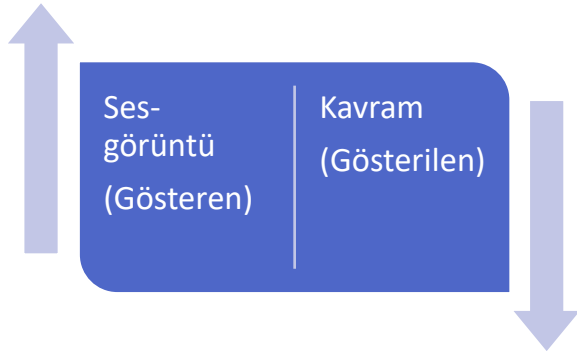 Ses-
görüntü
(Gösteren)
Kavram
(Gösterilen)